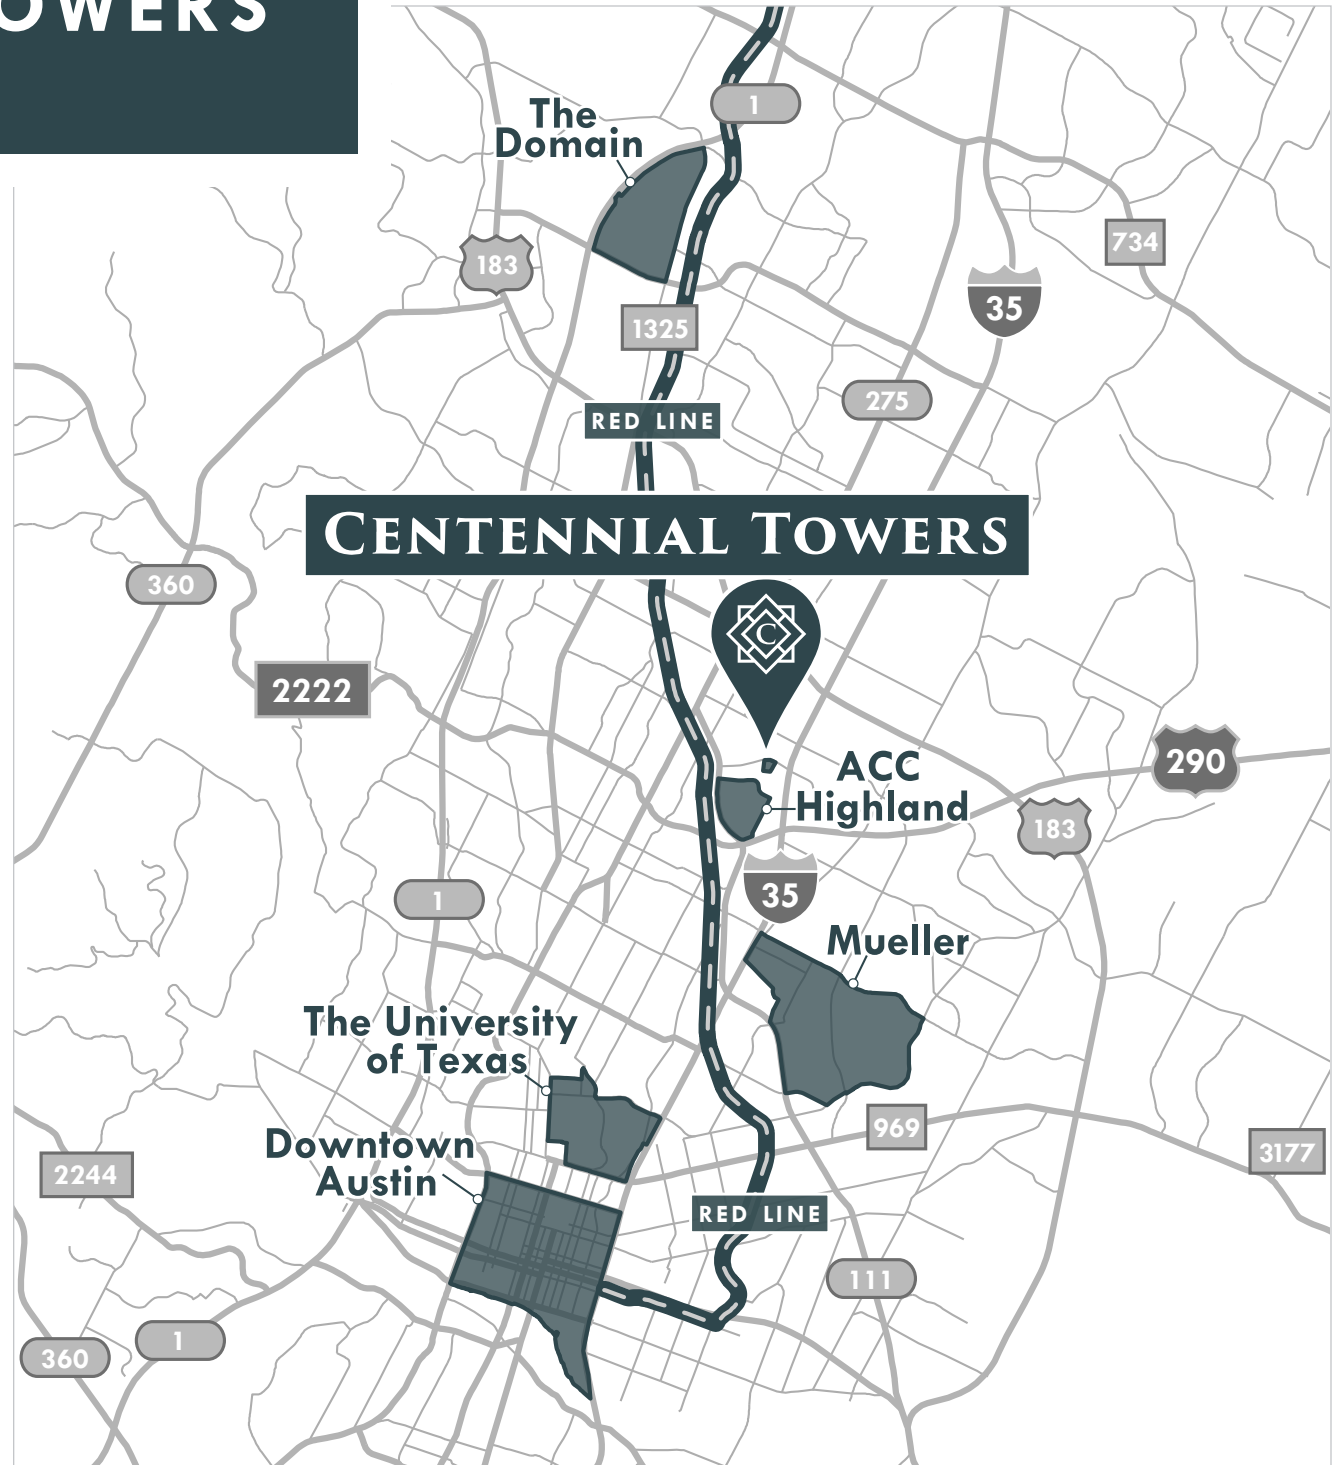 OWERS
1
The
Domain
734
183
35
1325
275
RED LINE
CENTENNIAL TOWERS
360
C
2222
ACC
Highland
290
183
35
1
Mueller
The University
of Texas
969
Downtown
Austin
3177
2244
RED LINE
111
1
360